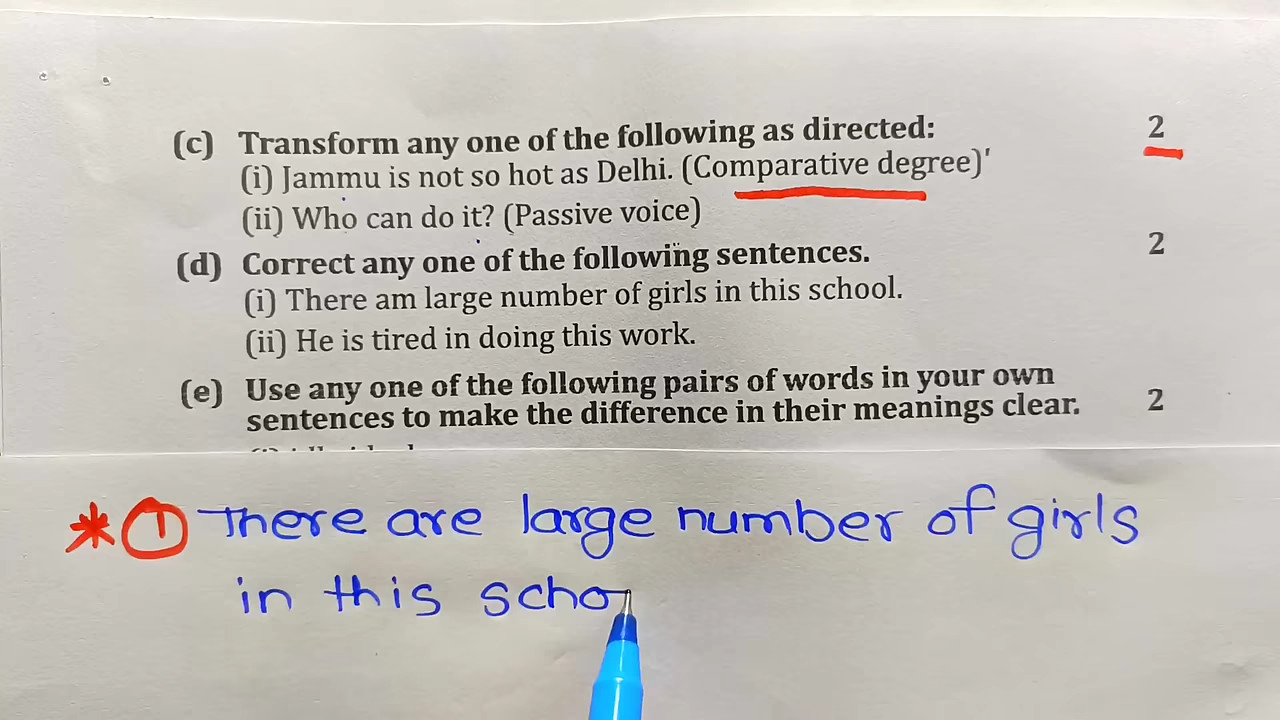 (c) Transform any one of the following as directed: 2
(i) Jammu is not so hot as Delhi. (Comparative degree)'
(ii) Who can do it? (Passive voice)
(d) Correct any one of the following sentences. 2
(i) There am large number of girls in this school.
(ii) He is tired in doing this work.
(e) Use any one of the following pairs of words in your own
sentences to make the difference in their meanings clear. 2
* 1 There are large number of girls
in this scho